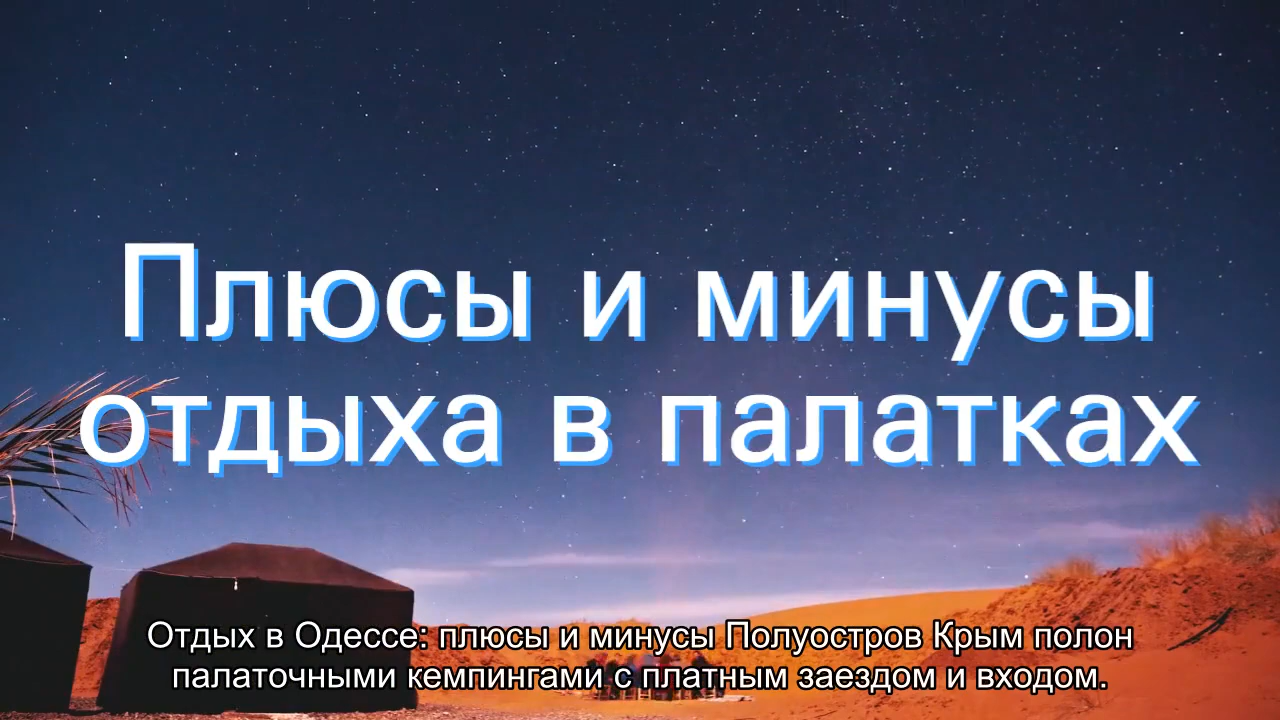 Плюсы и минусы
отдыха в палатках
Отдых в Одессе: плюсы и минусы Полуостров Крым полон
палаточными кемпингами с платным заездом и входом.